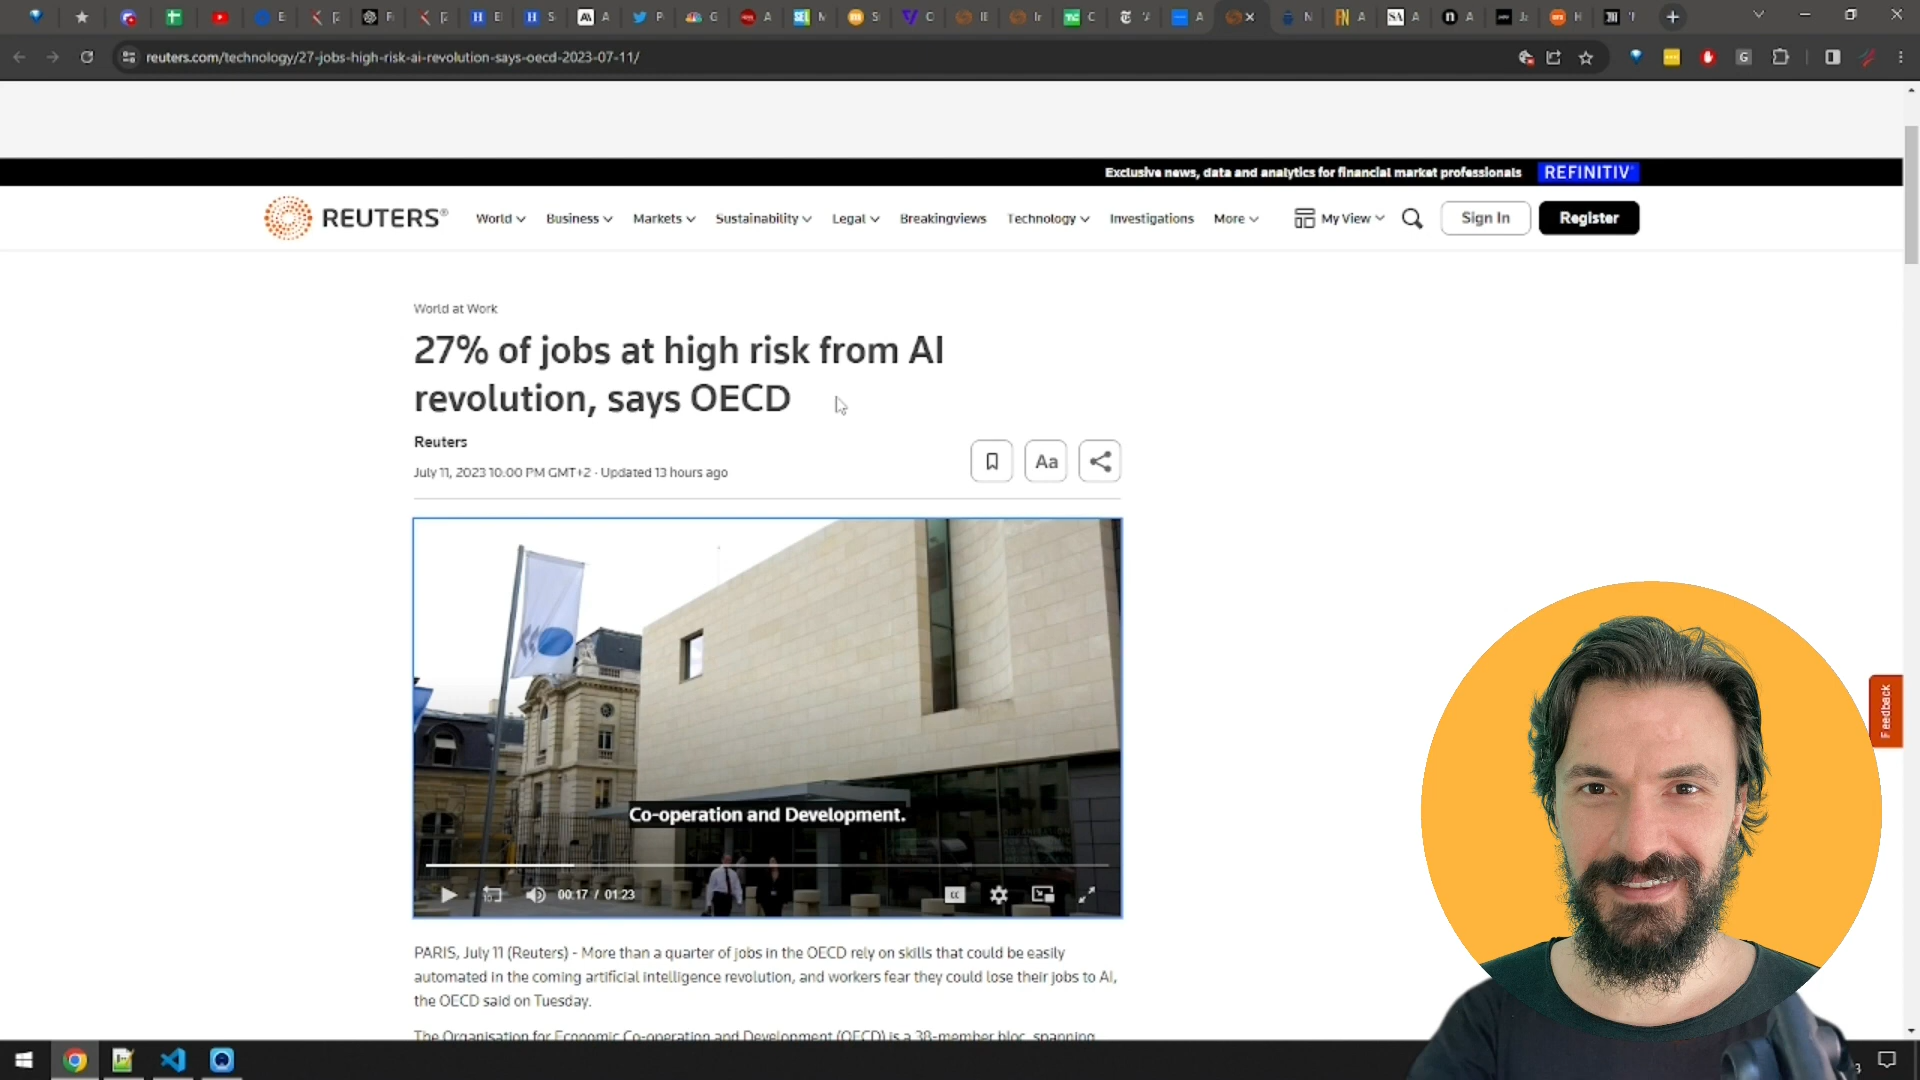 reuters.com/technology/27-jobs-high-risk-ai-revolution-says-oecd-2023-07-11/
Exclusive news, data and analytics for financial market professionals REFINITIV
REUTERS® World Business Markets Sustainability Legal Breakingviews Technology Investigations More My View Sign In Register
World at Work
27% of jobs at high risk from AI
revolution, says OECD
Reuters
July 11, 2023 10:00 PM GMT+2 · Updated 13 hours ago
Aa
Co-operation and Development.
00:17 / 01:23
CC
Feedback
PARIS, July 11 (Reuters) - More than a quarter of jobs in the OECD rely on skills that could be easily
automated in the coming artificial intelligence revolution, and workers fear they could lose their jobs to AI,
the OECD said on Tuesday.
The Organisation for Economic Co-operation and Development (OECD) is a 38-member bloc, spanning